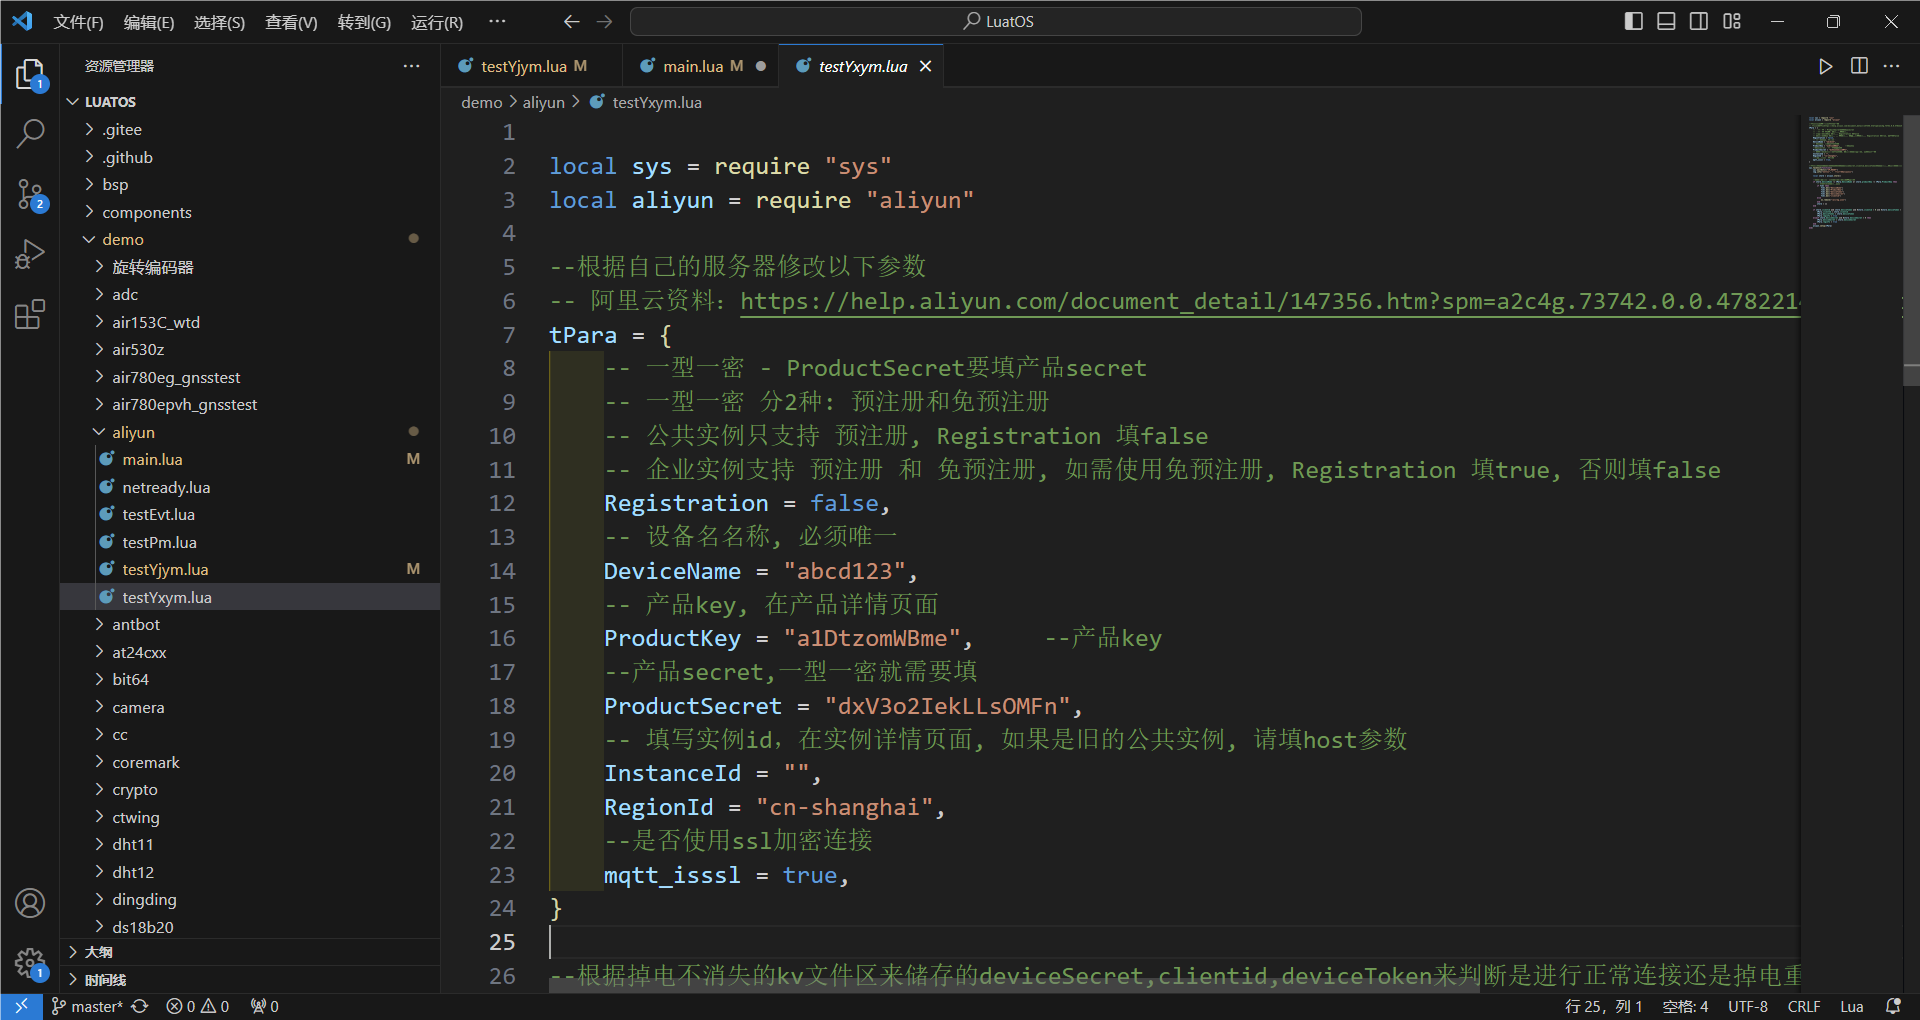 文件(F) 编辑(E) 选择(S) 查看(V) 转到(G) 运行(R) ··· LuatOS
资源管理器
LUATOS
.gitee
.github
bsp
components
demo
旋转编码器
adc
air153C_wtd
air530z
air780eg_gnsstest
air780epvh_gnsstest
aliyun
main.lua M
netready.lua
testEvt.lua
testPm.lua
testYjym.lua M
testYxym.lua
antbot
at24cxx
bit64
camera
cc
coremark
crypto
ctwing
dht11
dht12
dingding
ds18b20
大纲
时间线
1
2
1
testYjym.lua M main.lua M testYxym.lua
demo > aliyun > testYxym.lua
1
2 local sys = require "sys"
3 local aliyun = require "aliyun"
4
5 --根据自己的服务器修改以下参数
6 -- 阿里云资料：https://help.aliyun.com/document_detail/147356.htm?spm=a2c4g.73742.0.0.478221
7 tPara = {
8 -- 一型一密 - ProductSecret要填产品secret
9 -- 一型一密 分2种: 预注册和免预注册
10 -- 公共实例只支持 预注册, Registration 填false
11 -- 企业实例支持 预注册 和 免预注册, 如需使用免预注册, Registration 填true, 否则填false
12 Registration = false,
13 -- 设备名名称, 必须唯一
14 DeviceName = "abcd123",
15 -- 产品key, 在产品详情页面
16 ProductKey = "a1DtzomWBme", --产品key
17 --产品secret,一型一密就需要填
18 ProductSecret = "dxV3o2IekLLsOMFn",
19 -- 填写实例id，在实例详情页面, 如果是旧的公共实例, 请填host参数
20 InstanceId = "",
21 RegionId = "cn-shanghai",
22 --是否使用ssl加密连接
23 mqtt_isssl = true,
24 }
25
26 --根据掉电不消失的kv文件区来储存的deviceSecret,clientid,deviceToken来判断是进行正常连接还是掉电重
master* 0 0 0 行 25，列 1 空格: 4 UTF-8 CRLF Lua